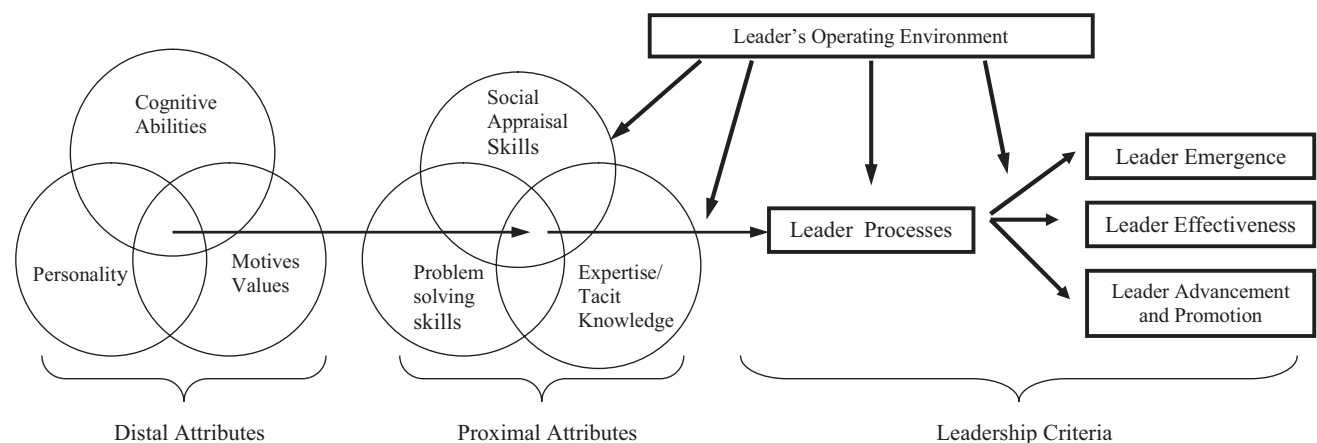 Leader's Operating Environment
Cognitive
Abilities
Personality
Motives
Values
Social
Appraisal
Skills
Problem
solving
skills
Expertise/
Tacit
Knowledge
Leader Processes
Leader Emergence
Leader Effectiveness
Leader Advancement
and Promotion
Distal Attributes
Proximal Attributes
Leadership Criteria